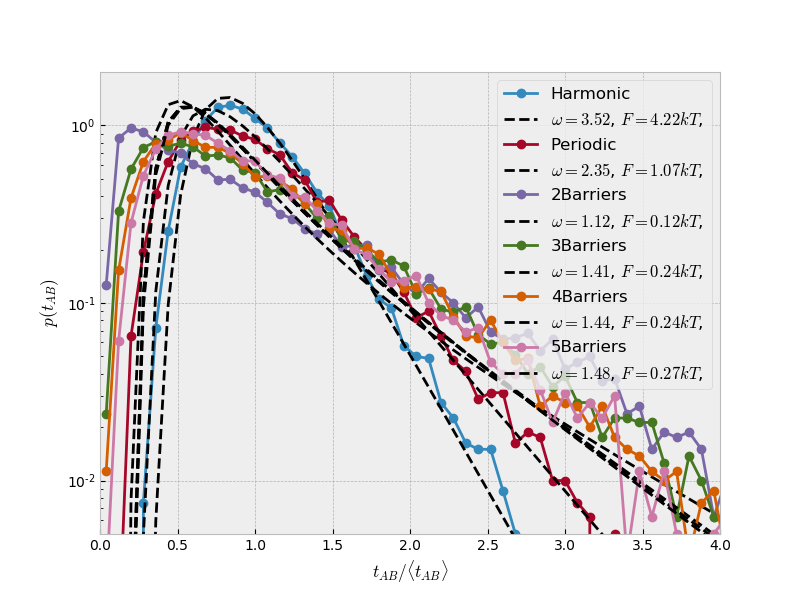 Harmonic
ω = 3.52, F = 4.22kT,
Periodic
ω = 2.35, F = 1.07kT,
2Barriers
ω = 1.12, F = 0.12kT,
3Barriers
ω = 1.41, F = 0.24kT,
4Barriers
ω = 1.44, F = 0.24kT,
5Barriers
ω = 1.48, F = 0.27kT,
10⁰
10⁻¹
10⁻²
p(t_AB)
0.0 0.5 1.0 1.5 2.0 2.5 3.0 3.5 4.0
t_AB/⟨t_AB⟩